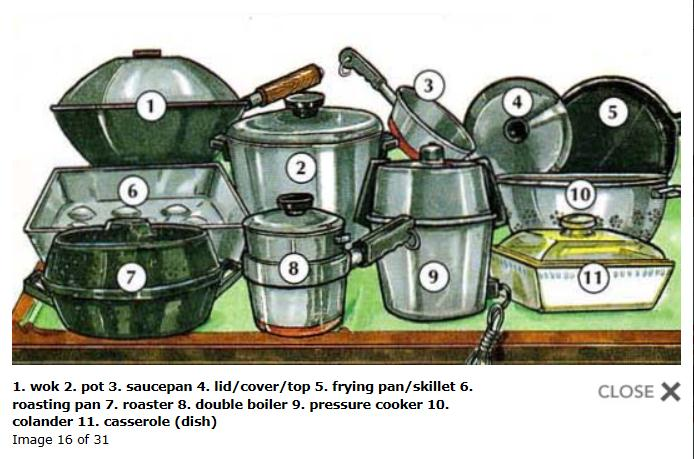 1
2
3
4
5
6
7
8
9
10
11
1. wok 2. pot 3. saucepan 4. lid/cover/top 5. frying pan/skillet 6.
roasting pan 7. roaster 8. double boiler 9. pressure cooker 10.
colander 11. casserole (dish)
Image 16 of 31
CLOSE X